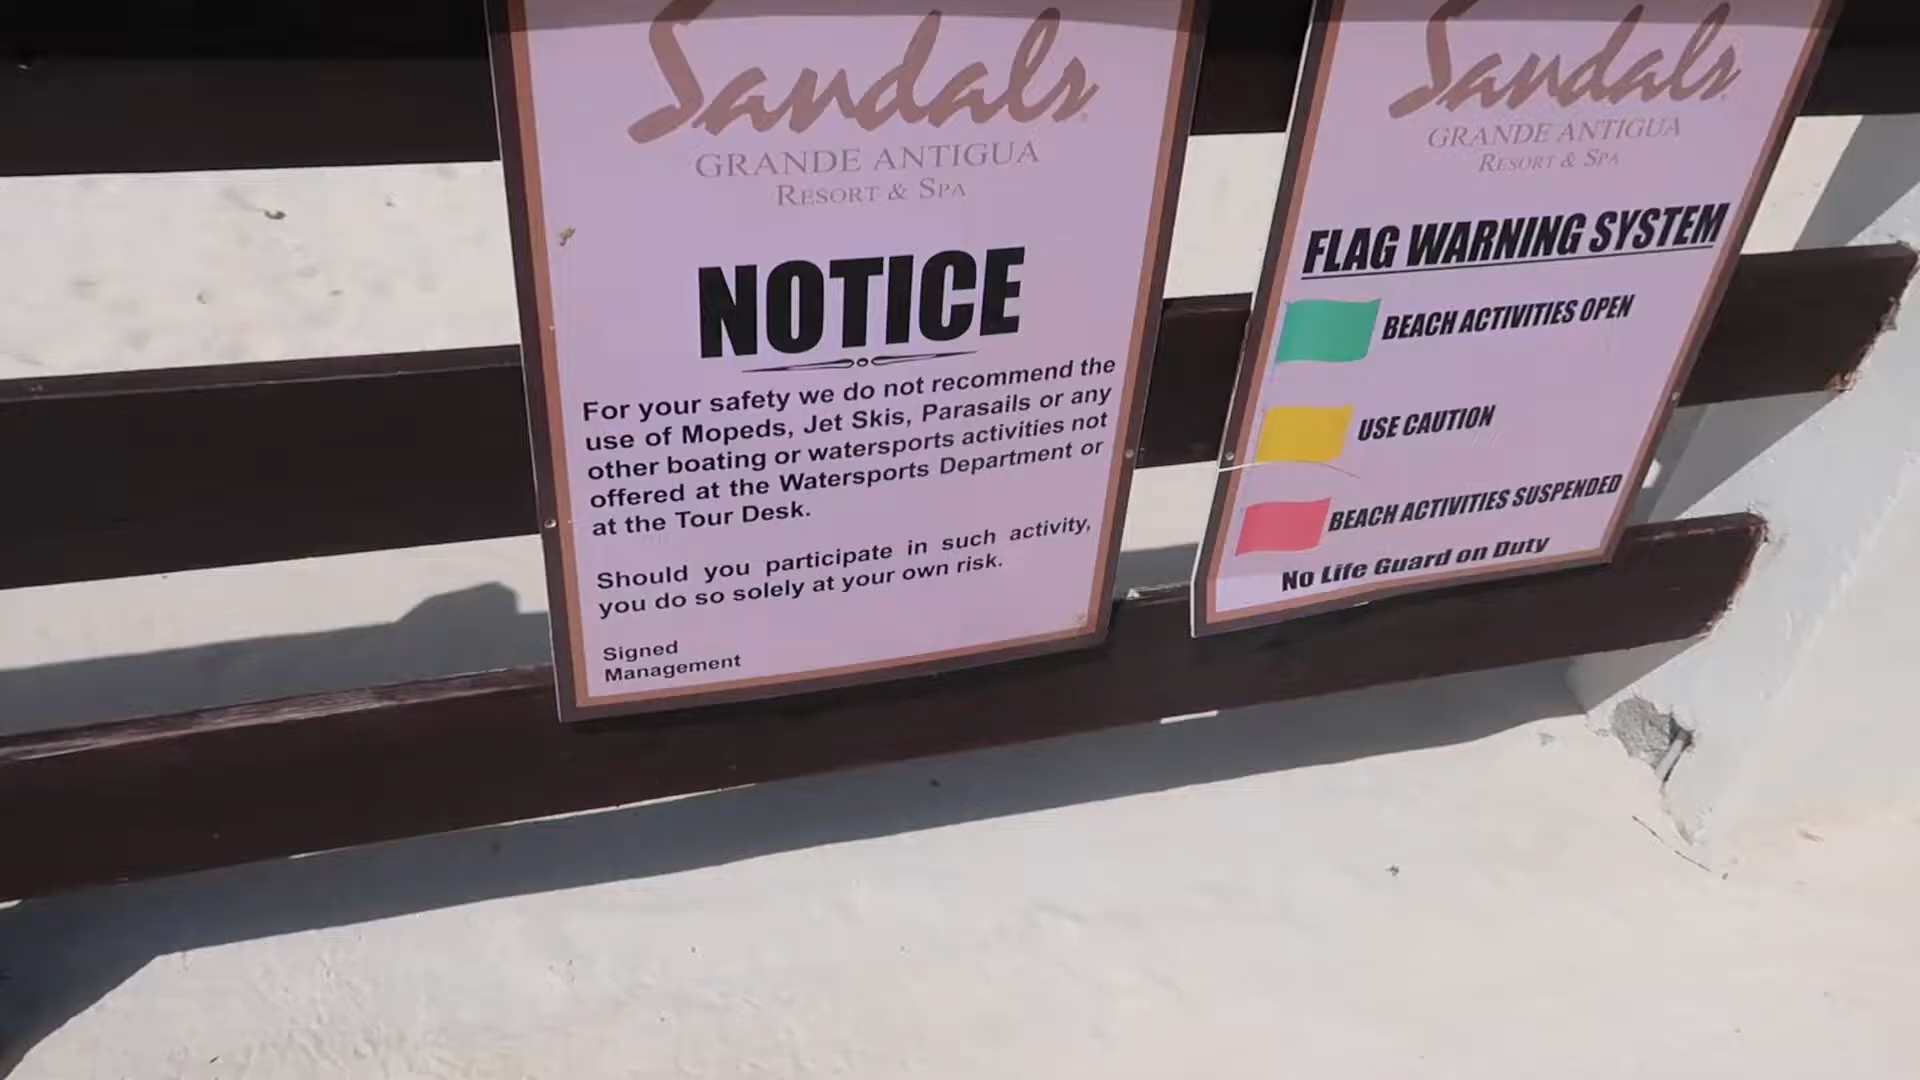 Sandals
GRANDE ANTIGUA
RESORT & SPA
NOTICE
For your safety we do not recommend the
use of Mopeds, Jet Skis, Parasails or any
other boating or watersports activities not
offered at the Watersports Department or
at the Tour Desk.
Should you participate in such activity,
you do so solely at your own risk.
Signed
Management
Sandals
GRANDE ANTIGUA
RESORT & SPA
FLAG WARNING SYSTEM
BEACH ACTIVITIES OPEN
USE CAUTION
BEACH ACTIVITIES SUSPENDED
No Life Guard on Duty